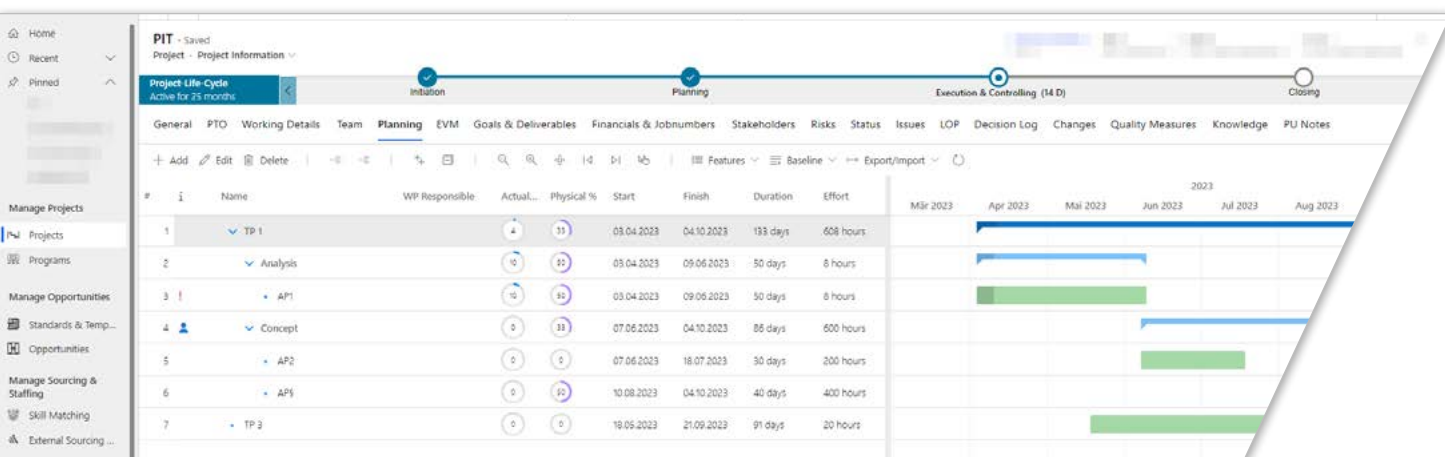 Home
Recent
Pinned
Manage Projects
Projects
Programs
Manage Opportunities
Standards & Temp...
Opportunities
Manage Sourcing & Staffing
Skill Matching
External Sourcing ...
PIT - Saved
Project · Project Information
Project Life Cycle
Active for 25 months
Initiation
Planning
Execution & Controlling (14 D)
Closing
General PTO Working Details Team Planning EVM Goals & Deliverables Financials & Jobnumbers Stakeholders Risks Status Issues LOP Decision Log Changes Quality Measures Knowledge PU Notes
Add Edit Delete Features Baseline Export/Import
# i Name WP Responsible Actual... Physical % Start Finish Duration Effort
2023
Mär 2023 Apr 2023 Mai 2023 Jun 2023 Jul 2023 Aug 2023
1 TP 1 4 33 03.04.2023 04.10.2023 133 days 608 hours
2 Analysis 10 03.04.2023 09.06.2023 50 days 8 hours
3 ! AP1 10 03.04.2023 09.06.2023 50 days 8 hours
4 Concept 0 33 07.06.2023 04.10.2023 86 days 600 hours
5 AP2 0 0 07.06.2023 18.07.2023 30 days 200 hours
6 0 50 10.08.2023 04.10.2023 40 days 400 hours
7 TP 3 0 0 18.05.2023 21.09.2023 91 days 20 hours